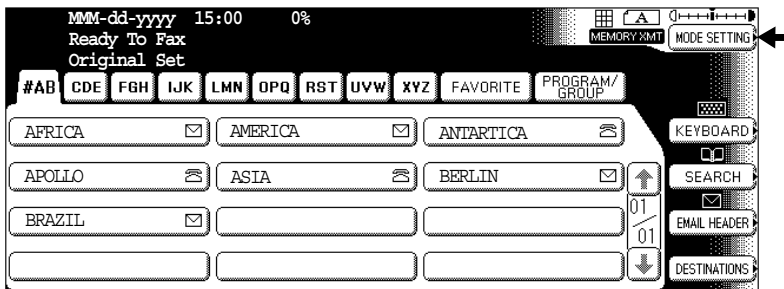 MMM-dd-yyyy 15:00 0%
A
Ready To Fax
MEMORY XMT
MODE SETTING
Original Set
#AB CDE FGH IJK LMN OPQ RST UVW XYZ FAVORITE PROGRAM/
GROUP
AFRICA AMERICA ANTARTICA
KEYBOARD
APOLLO ASIA BERLIN
SEARCH
BRAZIL
01
01
EMAIL HEADER
DESTINATIONS